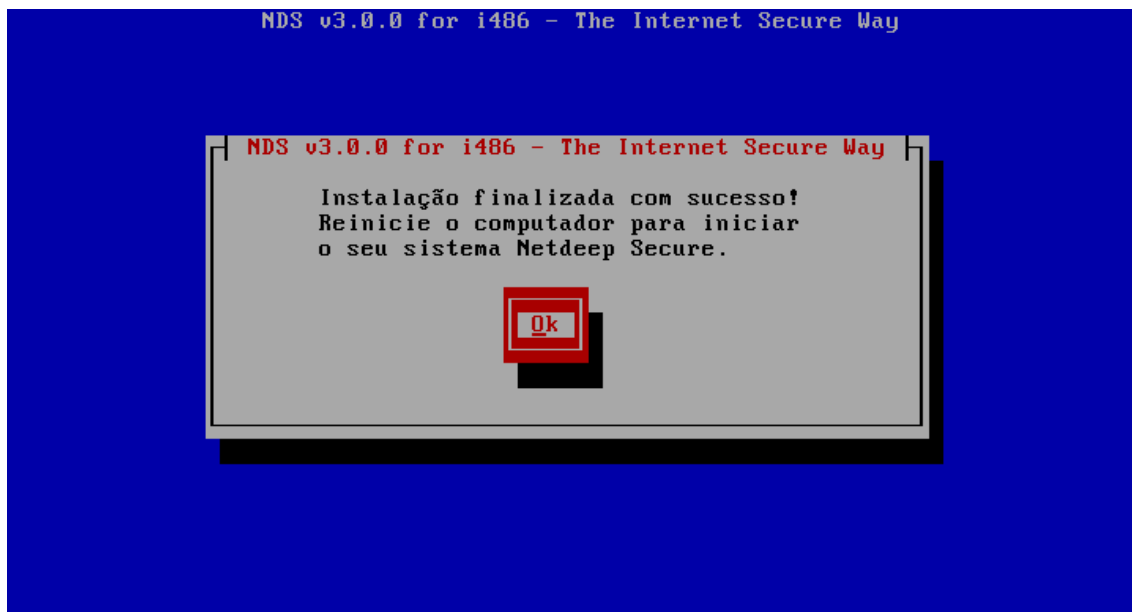 NDS v3.0.0 for i486 - The Internet Secure Way
NDS v3.0.0 for i486 - The Internet Secure Way
Instalação finalizada com sucesso!
Reinicie o computador para iniciar
o seu sistema Netdeep Secure.
Ok